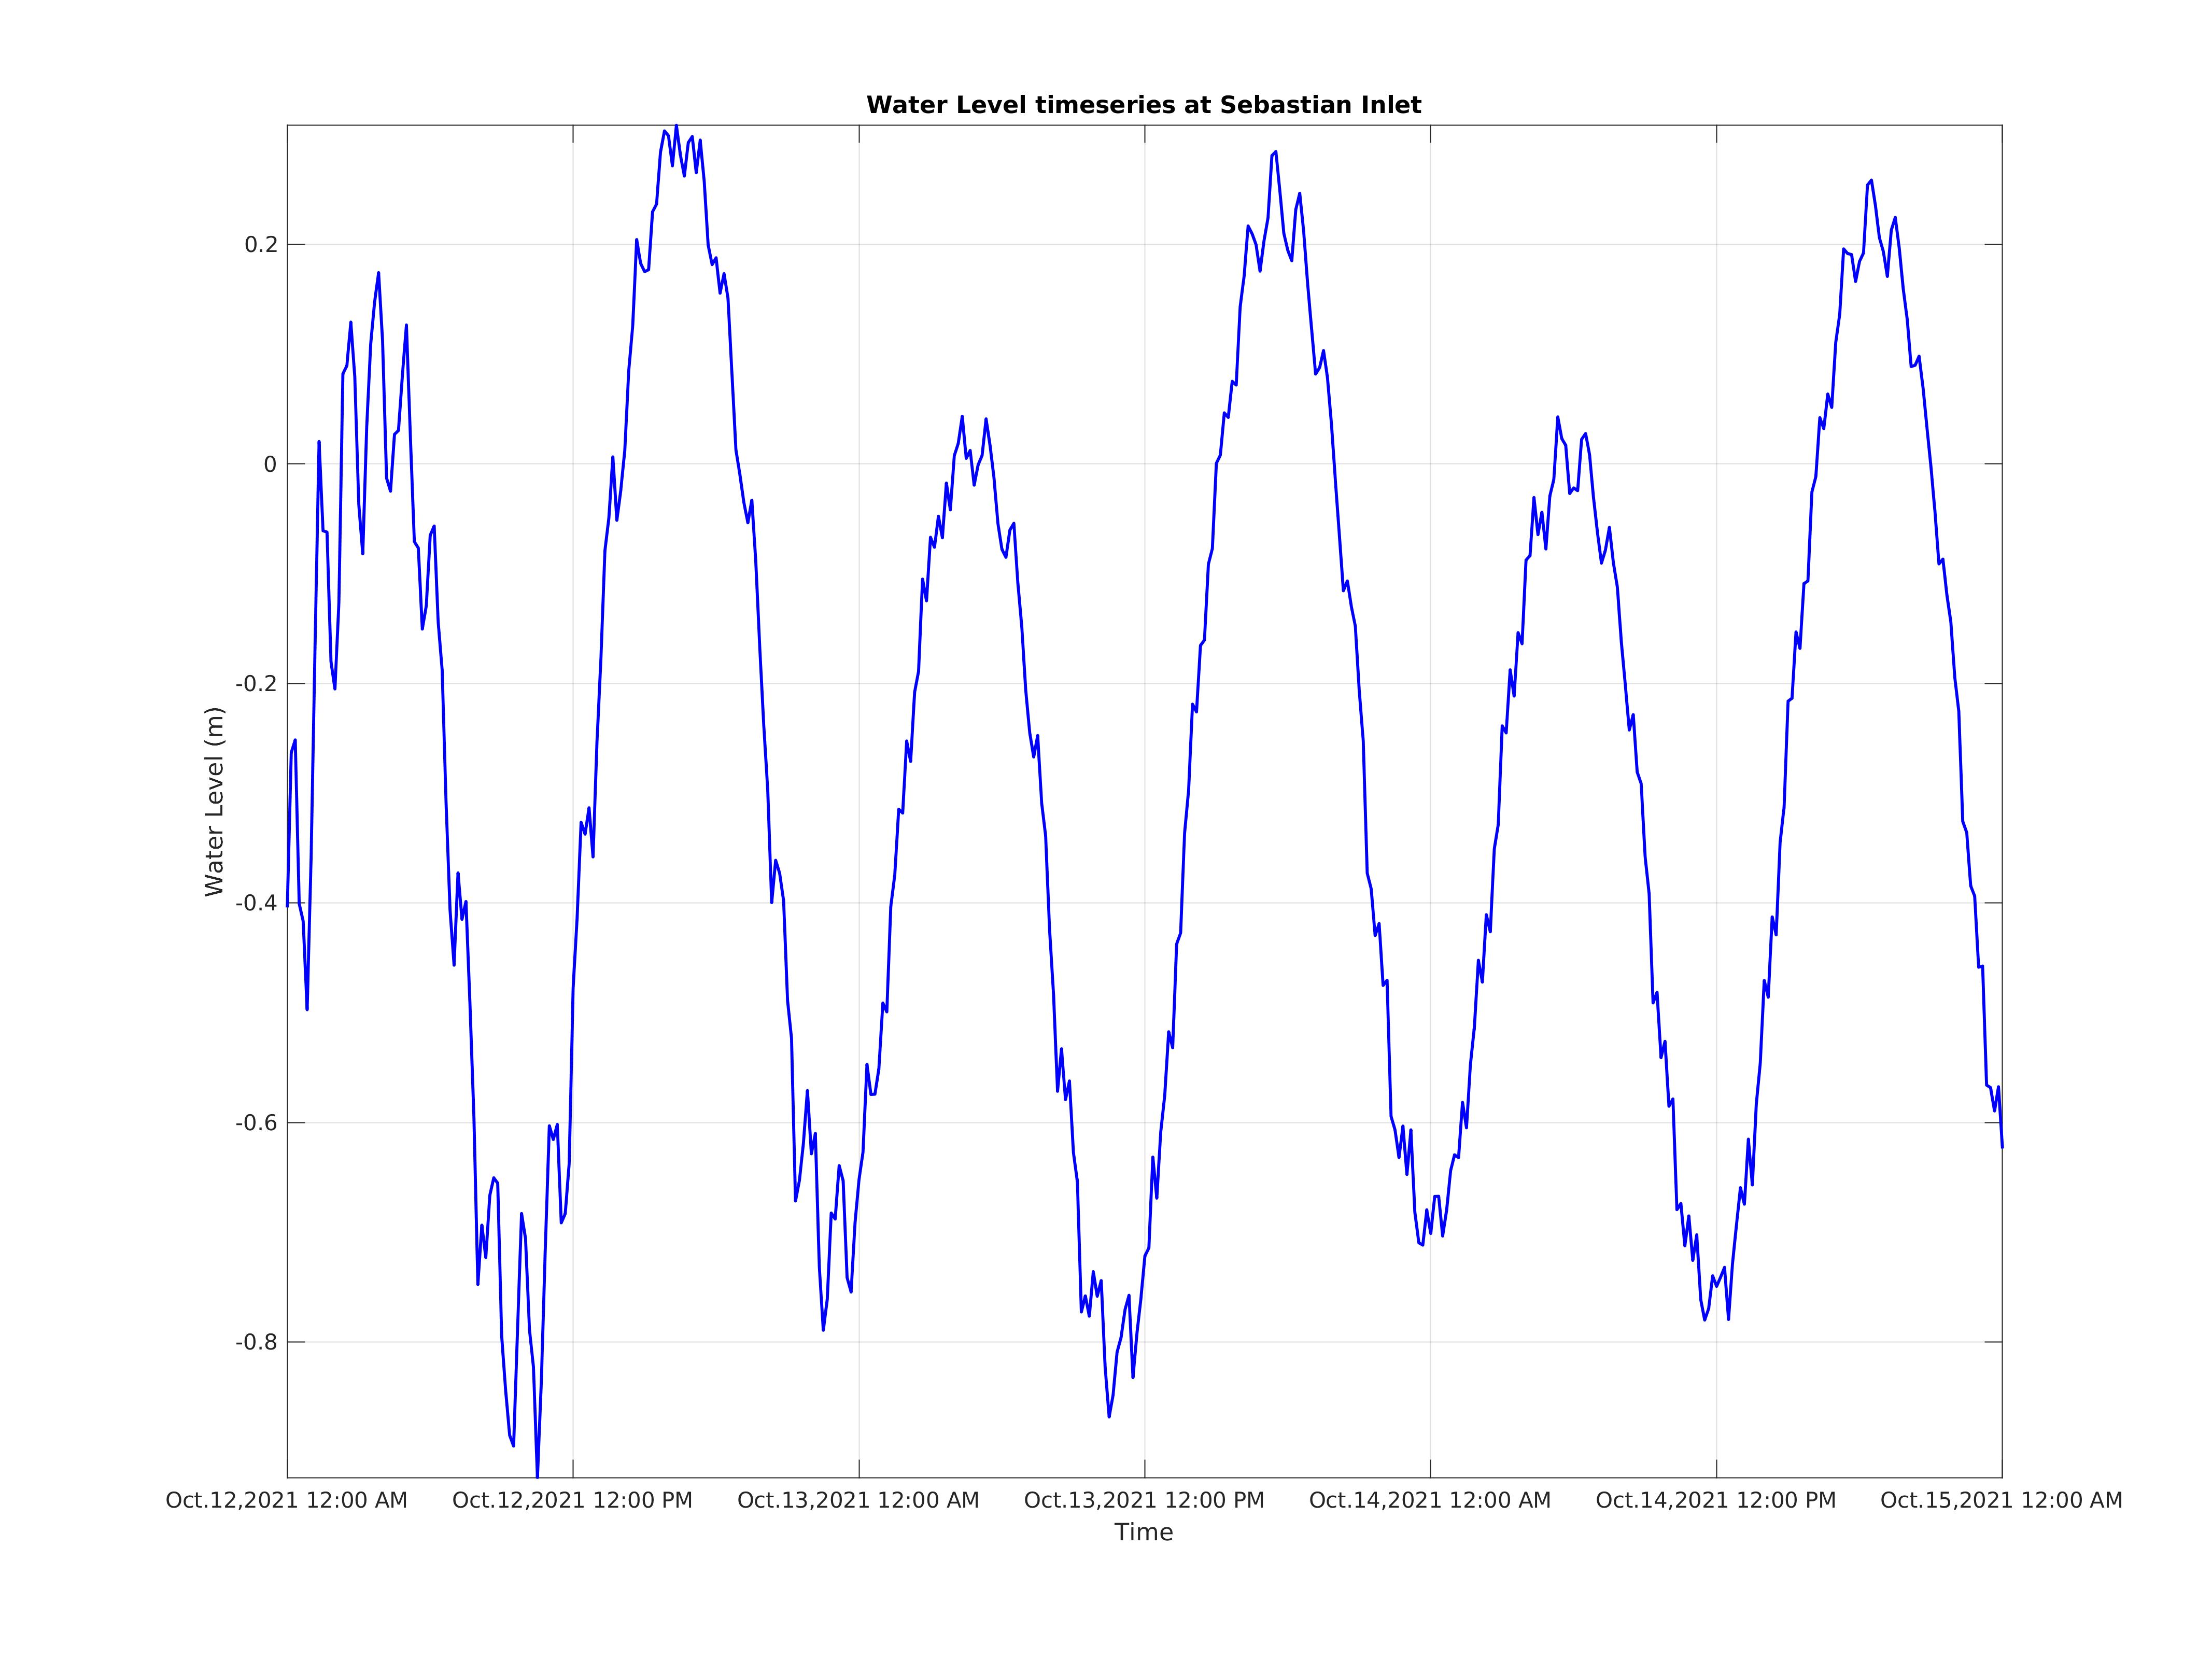 Water Level timeseries at Sebastian Inlet
0.2
0
-0.2
-0.4
-0.6
-0.8
Water Level (m)
Oct.12,2021 12:00 AM
Oct.12,2021 12:00 PM
Oct.13,2021 12:00 AM
Oct.13,2021 12:00 PM
Oct.14,2021 12:00 AM
Oct.14,2021 12:00 PM
Oct.15,2021 12:00 AM
Time